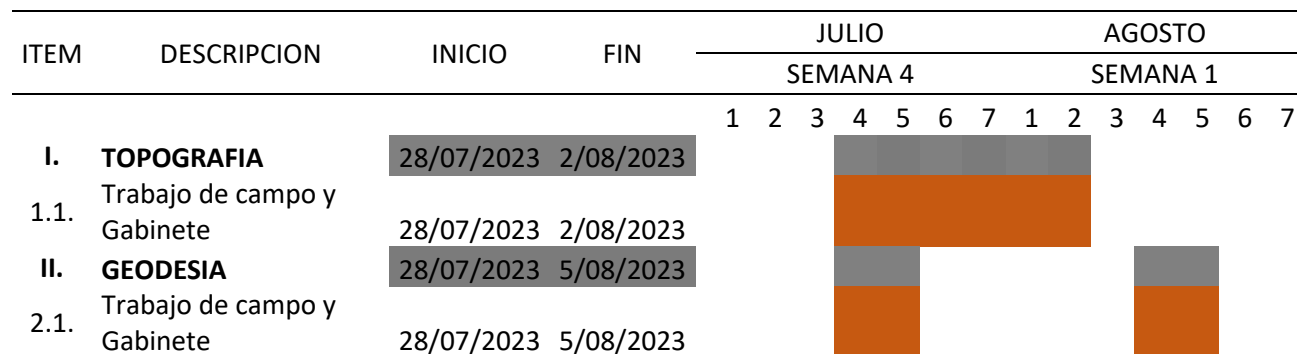 ITEM DESCRIPCION INICIO FIN JULIO AGOSTO
SEMANA 4 SEMANA 1
1 2 3 4 5 6 7 1 2 3 4 5 6 7
I. TOPOGRAFIA 28/07/2023 2/08/2023
1.1. Trabajo de campo y
Gabinete 28/07/2023 2/08/2023
II. GEODESIA 28/07/2023 5/08/2023
2.1. Trabajo de campo y
Gabinete 28/07/2023 5/08/2023